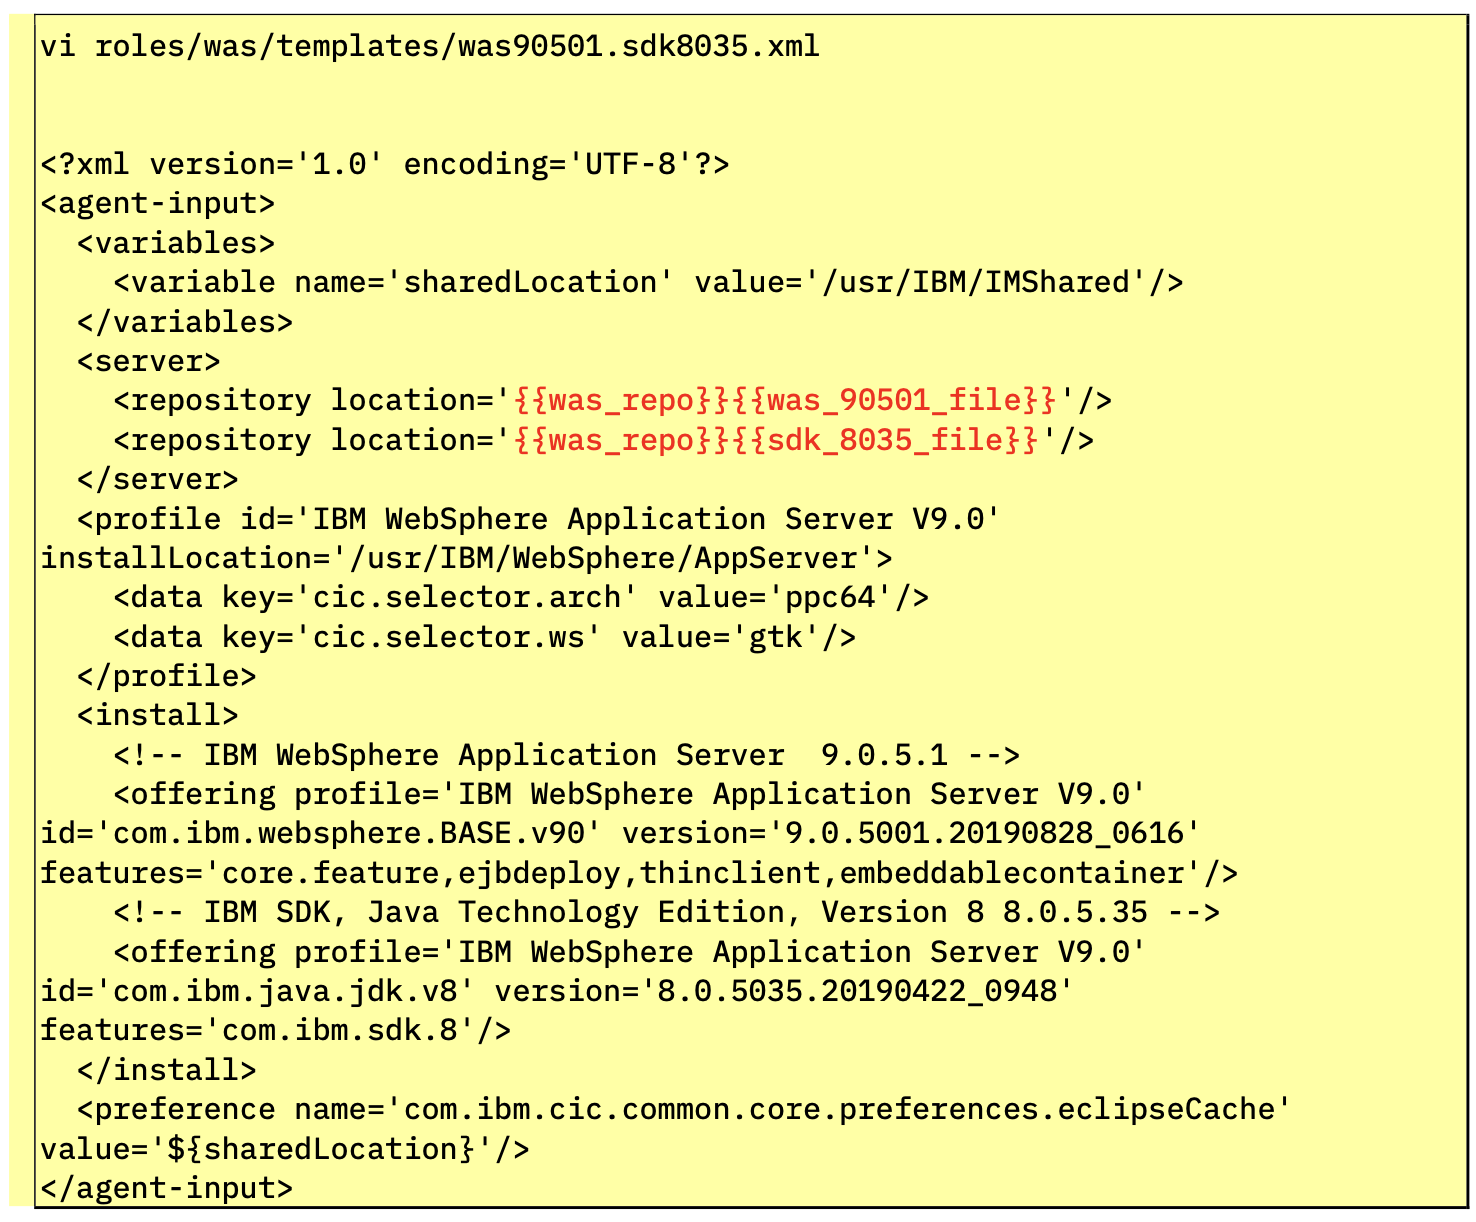 vi roles/was/templates/was90501.sdk8035.xml
<?xml version='1.0' encoding='UTF-8'?>
<agent-input>
  <variables>
    <variable name='sharedLocation' value='/usr/IBM/IMShared'/>
  </variables>
  <server>
    <repository location='{{was_repo}}{{was_90501_file}}'/>
    <repository location='{{was_repo}}{{sdk_8035_file}}'/>
  </server>
  <profile id='IBM WebSphere Application Server V9.0'
installLocation='/usr/IBM/WebSphere/AppServer'>
    <data key='cic.selector.arch' value='ppc64'/>
    <data key='cic.selector.ws' value='gtk'/>
  </profile>
  <install>
    <!-- IBM WebSphere Application Server  9.0.5.1 -->
    <offering profile='IBM WebSphere Application Server V9.0'
id='com.ibm.websphere.BASE.v90' version='9.0.5001.20190828_0616'
features='core.feature,ejbdeploy,thinclient,embeddablecontainer'/>
    <!-- IBM SDK, Java Technology Edition, Version 8 8.0.5.35 -->
    <offering profile='IBM WebSphere Application Server V9.0'
id='com.ibm.java.jdk.v8' version='8.0.5035.20190422_0948'
features='com.ibm.sdk.8'/>
  </install>
  <preference name='com.ibm.cic.common.core.preferences.eclipseCache'
value='${sharedLocation}'/>
</agent-input>